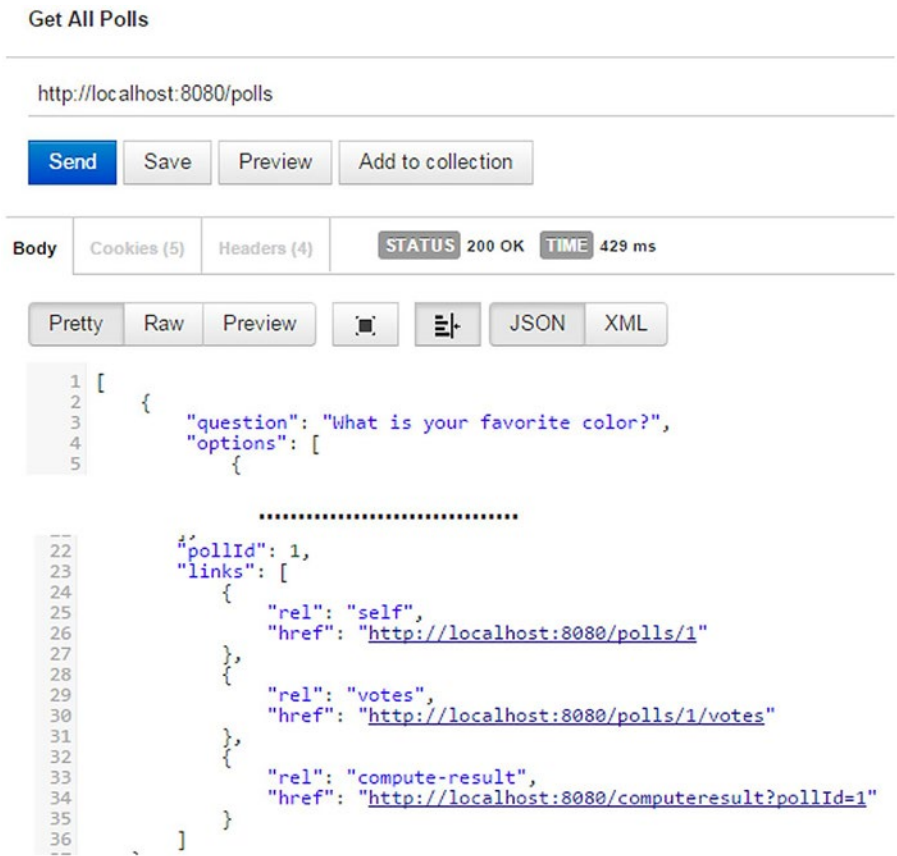 Get All Polls
http://localhost:8080/polls
Send Save Preview Add to collection
Body Cookies (5) Headers (4) STATUS 200 OK TIME 429 ms
Pretty Raw Preview JSON XML
1 [
2 {
3 "question": "What is your favorite color?",
4 "options": [
5 {
.................................
],
22 "pollId": 1,
23 "links": [
24 {
25 "rel": "self",
26 "href": "http://localhost:8080/polls/1"
27 },
28 {
29 "rel": "votes",
30 "href": "http://localhost:8080/polls/1/votes"
31 },
32 {
33 "rel": "compute-result",
34 "href": "http://localhost:8080/computeresult?pollId=1"
35 }
36 ]